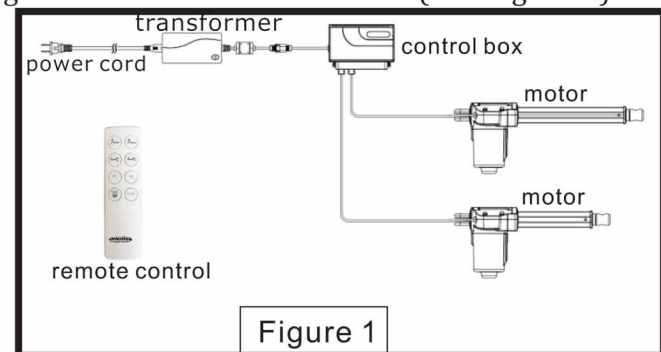 transformer
power cord
control box
motor
motor
remote control
Figure 1